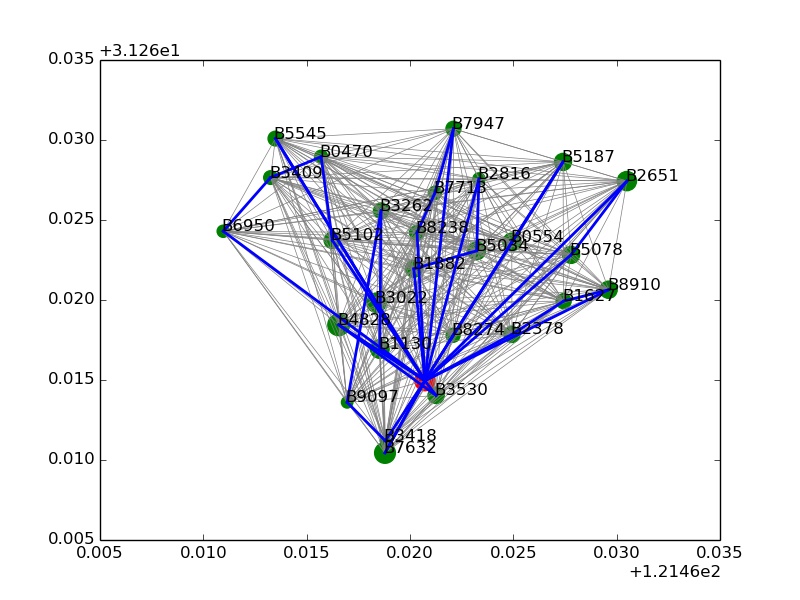 +3.126e1
0.035
B7947
B5545
0.030
B0470
B5187
B3409
B2816
B2651
B7713
0.025
B3262
B6950
B8238
B5102
B0554
B5034
B5078
B1882
B8910
0.020
B3022
B1627
B4828
B8274
B2378
B1130
0.015
B3530
B9097
B3418
0.010
B7632
0.005
0.005
0.010
0.015
0.020
0.025
0.030
0.035
+1.2146e2